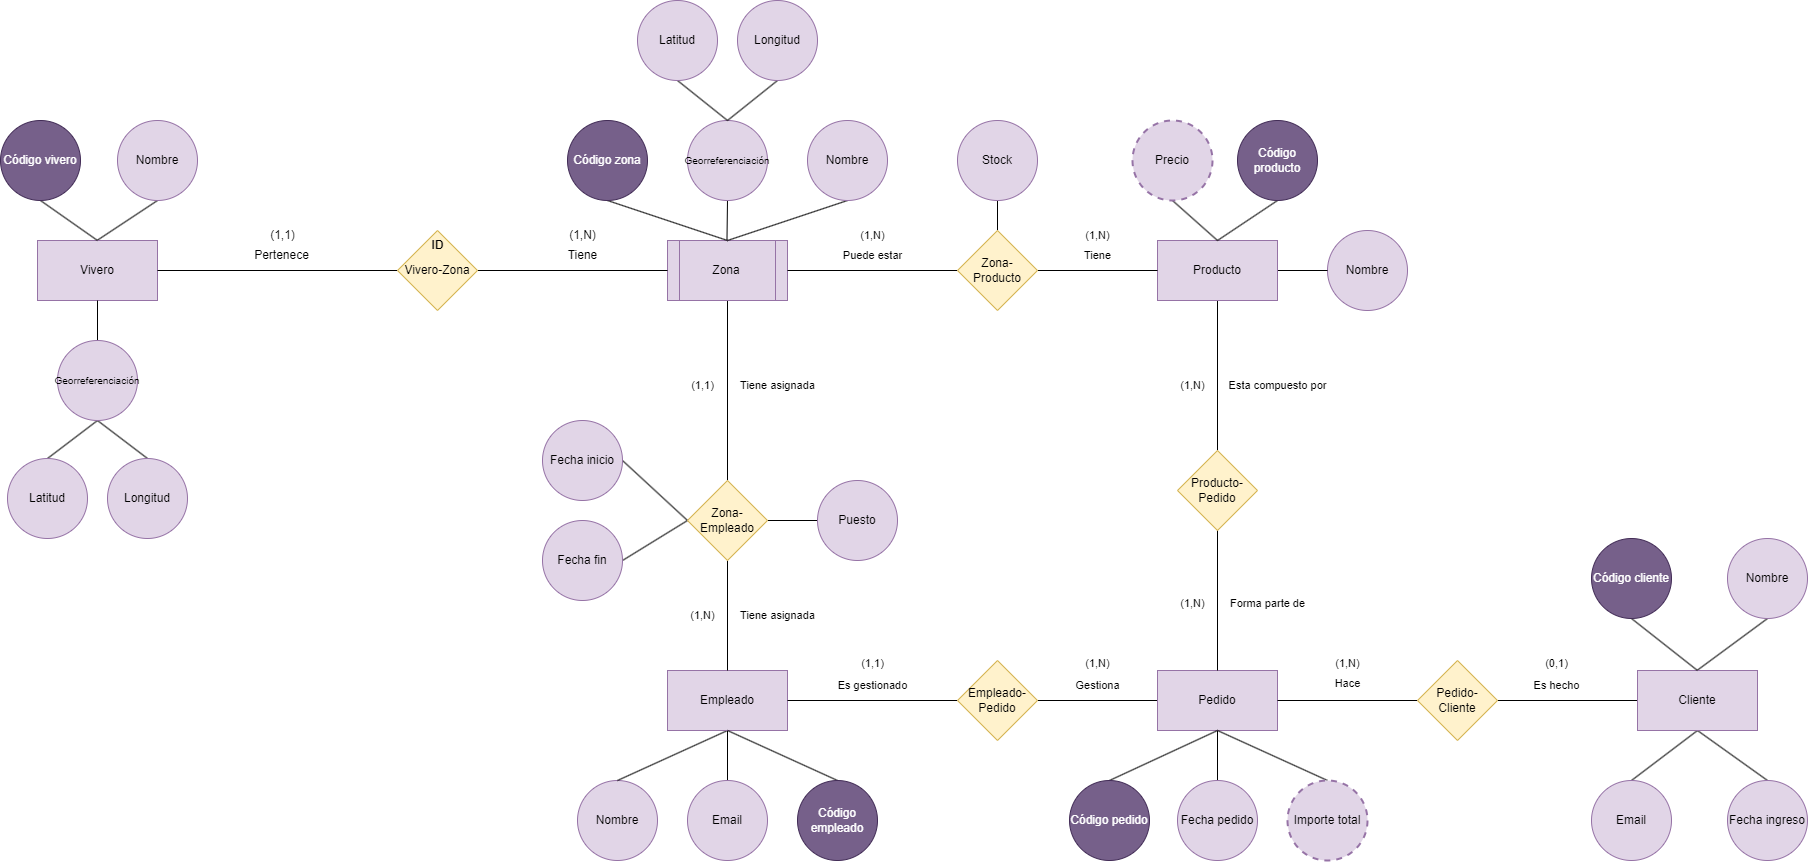 Latitud
Longitud
Código vivero
Nombre
Código zona
Georreferenciación
Nombre
Stock
Precio
Código
producto
(1,1)
Pertenece
ID
Vivero-Zona
(1,N)
Tiene
(1,N)
Puede estar
Zona-
Producto
(1,N)
Tiene
Vivero
Zona
Producto
Nombre
Georreferenciación
(1,1)
Tiene asignada
(1,N)
Esta compuesto por
Latitud
Longitud
Fecha inicio
Fecha fin
Zona-
Empleado
Puesto
Producto-
Pedido
(1,N)
Tiene asignada
(1,N)
Forma parte de
Código cliente
Nombre
(1,1)
Es gestionado
Empleado-
Pedido
(1,N)
Gestiona
(1,N)
Hace
Pedido-
Cliente
(0,1)
Es hecho
Empleado
Pedido
Cliente
Nombre
Email
Código
empleado
Código pedido
Fecha pedido
Importe total
Email
Fecha ingreso